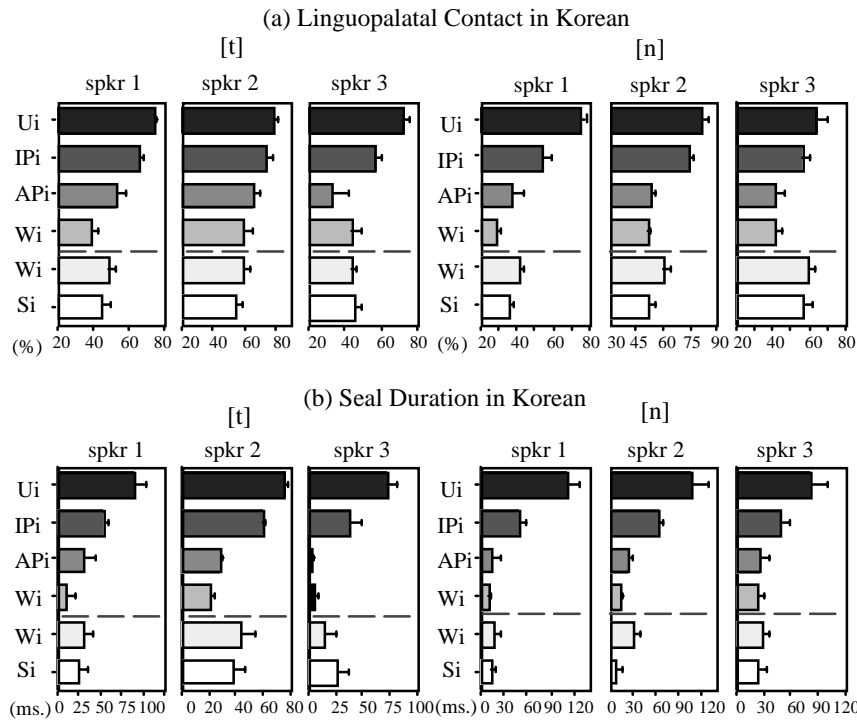 (a) Linguopalatal Contact in Korean
[t] [n]
spkr 1 spkr 2 spkr 3 spkr 1 spkr 2 spkr 3
Ui Ui
IPi IPi
APi APi
Wi Wi
Wi Wi
Si Si
(%) 20 40 60 80 20 40 60 80 20 40 60 80 (%) 20 40 60 80 30 45 60 75 90 20 40 60 80
(b) Seal Duration in Korean
[t] [n]
spkr 1 spkr 2 spkr 3 spkr 1 spkr 2 spkr 3
Ui Ui
IPi IPi
APi APi
Wi Wi
Wi Wi
Si Si
(ms.) 0 25 50 75 100 0 20 40 60 80 0 25 50 75 100 (ms.) 0 30 60 90 120 0 30 60 90 120 0 30 60 90 120